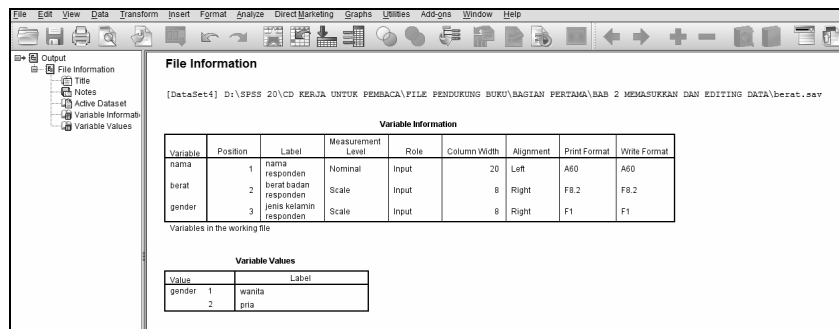 File Edit View Data Transform Insert Format Analyze Direct Marketing Graphs Utilities Add-ons Window Help
Output
File Information
Title
Notes
Active Dataset
Variable Informati
Variable Values
File Information
[DataSet4] D:\SPSS 20\CD KERJA UNTUK PEMBACA\FILE PENDUKUNG BUKU\BAGIAN PERTAMA\BAB 2 MEMASUKKAN DAN EDITING DATA\berat.sav
Variable Information
Variable Position Label Measurement Level Role Column Width Alignment Print Format Write Format
nama 1 nama responden Nominal Input 20 Left A60 A60
berat 2 berat badan responden Scale Input 8 Right F8.2 F8.2
gender 3 jenis kelamin responden Scale Input 8 Right F1 F1
Variables in the working file
Variable Values
Value Label
gender 1 wanita
2 pria